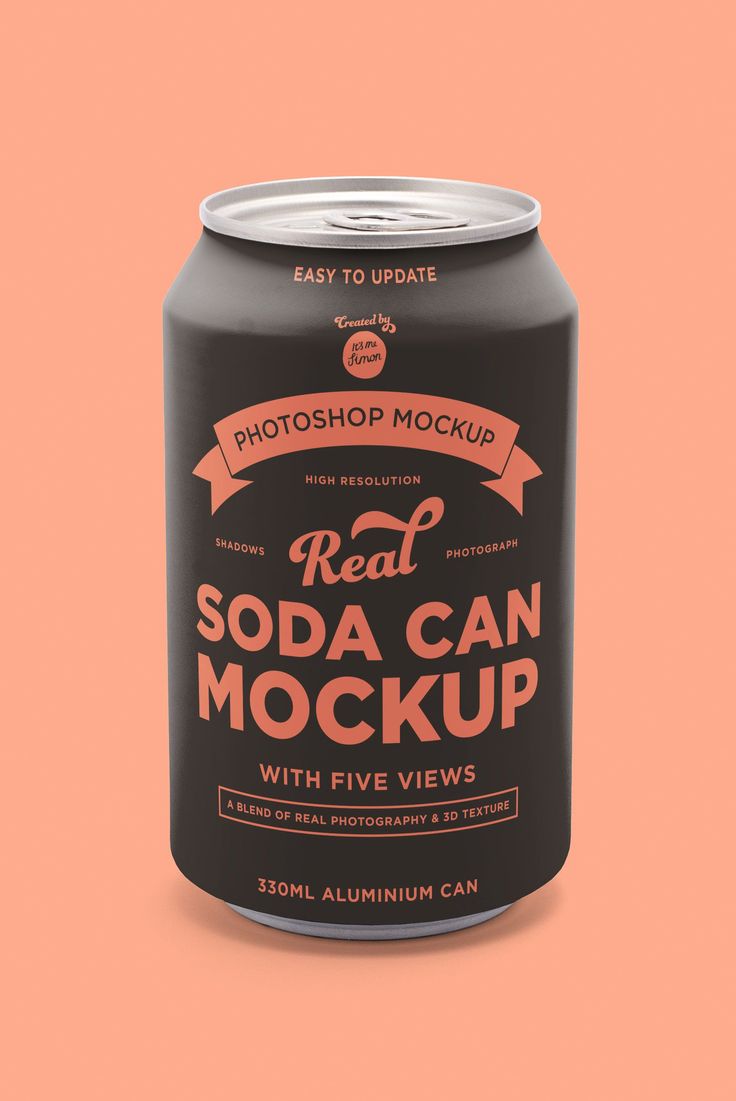 EASY TO UPDATE
Created by
It's Me
Simon
PHOTOSHOP MOCKUP
HIGH RESOLUTION
SHADOWS
Real
PHOTOGRAPH
SODA CAN
MOCKUP
WITH FIVE VIEWS
A BLEND OF REAL PHOTOGRAPHY & 3D TEXTURE
330ML ALUMINIUM CAN